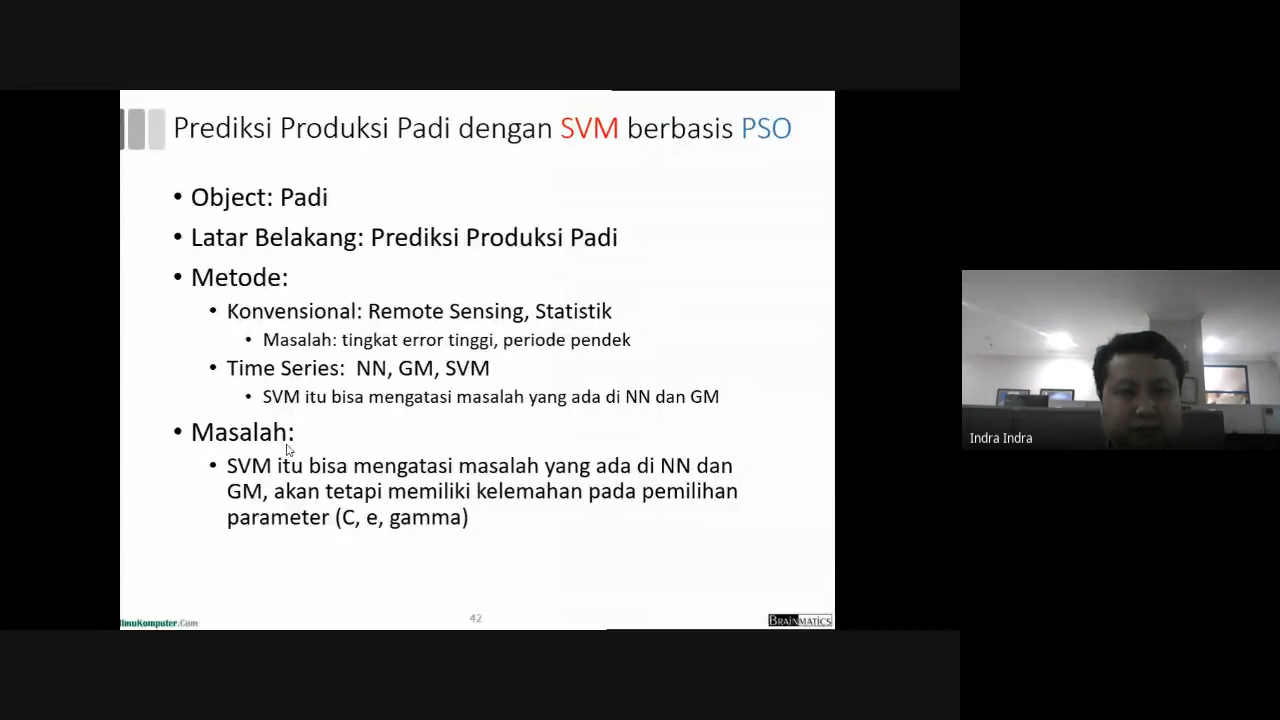 Prediksi Produksi Padi dengan SVM berbasis PSO
• Object: Padi
• Latar Belakang: Prediksi Produksi Padi
• Metode:
• Konvensional: Remote Sensing, Statistik
• Masalah: tingkat error tinggi, periode pendek
• Time Series: NN, GM, SVM
• SVM itu bisa mengatasi masalah yang ada di NN dan GM
• Masalah:
• SVM itu bisa mengatasi masalah yang ada di NN dan
GM, akan tetapi memiliki kelemahan pada pemilihan
parameter (C, e, gamma)
IlmuKomputer.Com
42
BRAINMATICS
Indra Indra